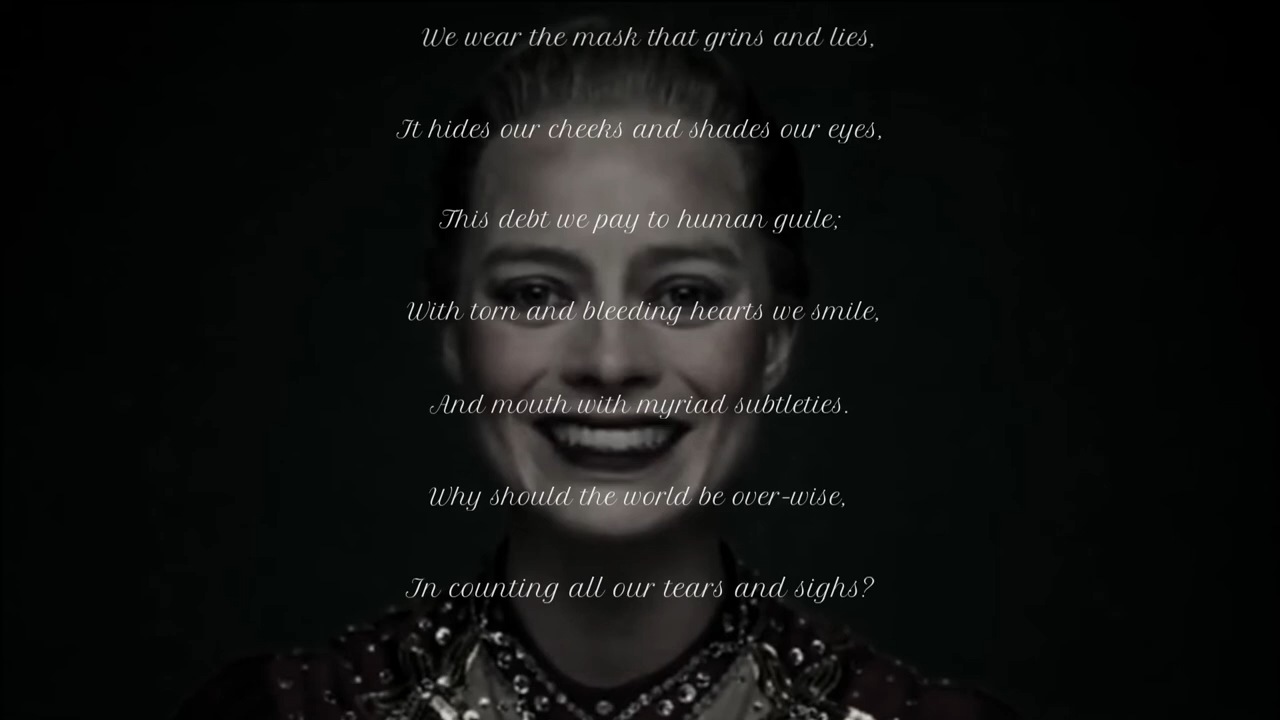 We wear the mask that grins and lies,
It hides our cheeks and shades our eyes,
This debt we pay to human guile;
With torn and bleeding hearts we smile,
And mouth with myriad subtleties.
Why should the world be over-wise,
In counting all our tears and sighs?